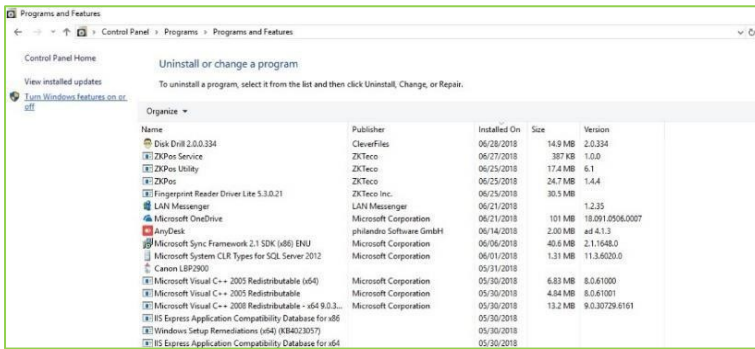 Programs and Features
Control Panel > Programs > Programs and Features
Control Panel Home
Uninstall or change a program
View installed updates
To uninstall a program, select it from the list and then click Uninstall, Change, or Repair.
Turn Windows features on or
off
Organize
Name Publisher Installed On Size Version
Disk Drill 2.0.0.334 CleverFiles 06/28/2018 14.9 MB 2.0.334
ZKPos Service ZKTeco 06/27/2018 387 KB 1.0.0
ZKPos Utility ZKTeco 06/25/2018 17.4 MB 6.1
ZKPos ZKTeco 06/25/2018 24.7 MB 1.4.4
Fingerprint Reader Driver Lite 5.3.0.21 ZKTeco Inc. 06/25/2018 30.5 MB
LAN Messenger LAN Messenger 06/21/2018 1.2.35
Microsoft OneDrive Microsoft Corporation 06/21/2018 101 MB 18.091.0506.0007
AnyDesk philandro Software GmbH 06/14/2018 2.00 MB ad 4.1.3
Microsoft Sync Framework 2.1 SDK (x86) ENU Microsoft Corporation 06/06/2018 40.6 MB 2.1.1648.0
Microsoft System CLR Types for SQL Server 2012 Microsoft Corporation 06/01/2018 1.31 MB 11.3.6020.0
Canon LBP2900 05/31/2018
Microsoft Visual C++ 2005 Redistributable (x64) Microsoft Corporation 05/30/2018 6.83 MB 8.0.61000
Microsoft Visual C++ 2005 Redistributable Microsoft Corporation 05/30/2018 4.84 MB 8.0.61001
Microsoft Visual C++ 2008 Redistributable - x64 9.0.3... Microsoft Corporation 05/30/2018 13.2 MB 9.0.30729.6161
IIS Express Application Compatibility Database for x86 05/30/2018
Windows Setup Remediations (x64) (KB4023057) 05/30/2018
IIS Express Application Compatibility Database for x64 05/30/2018